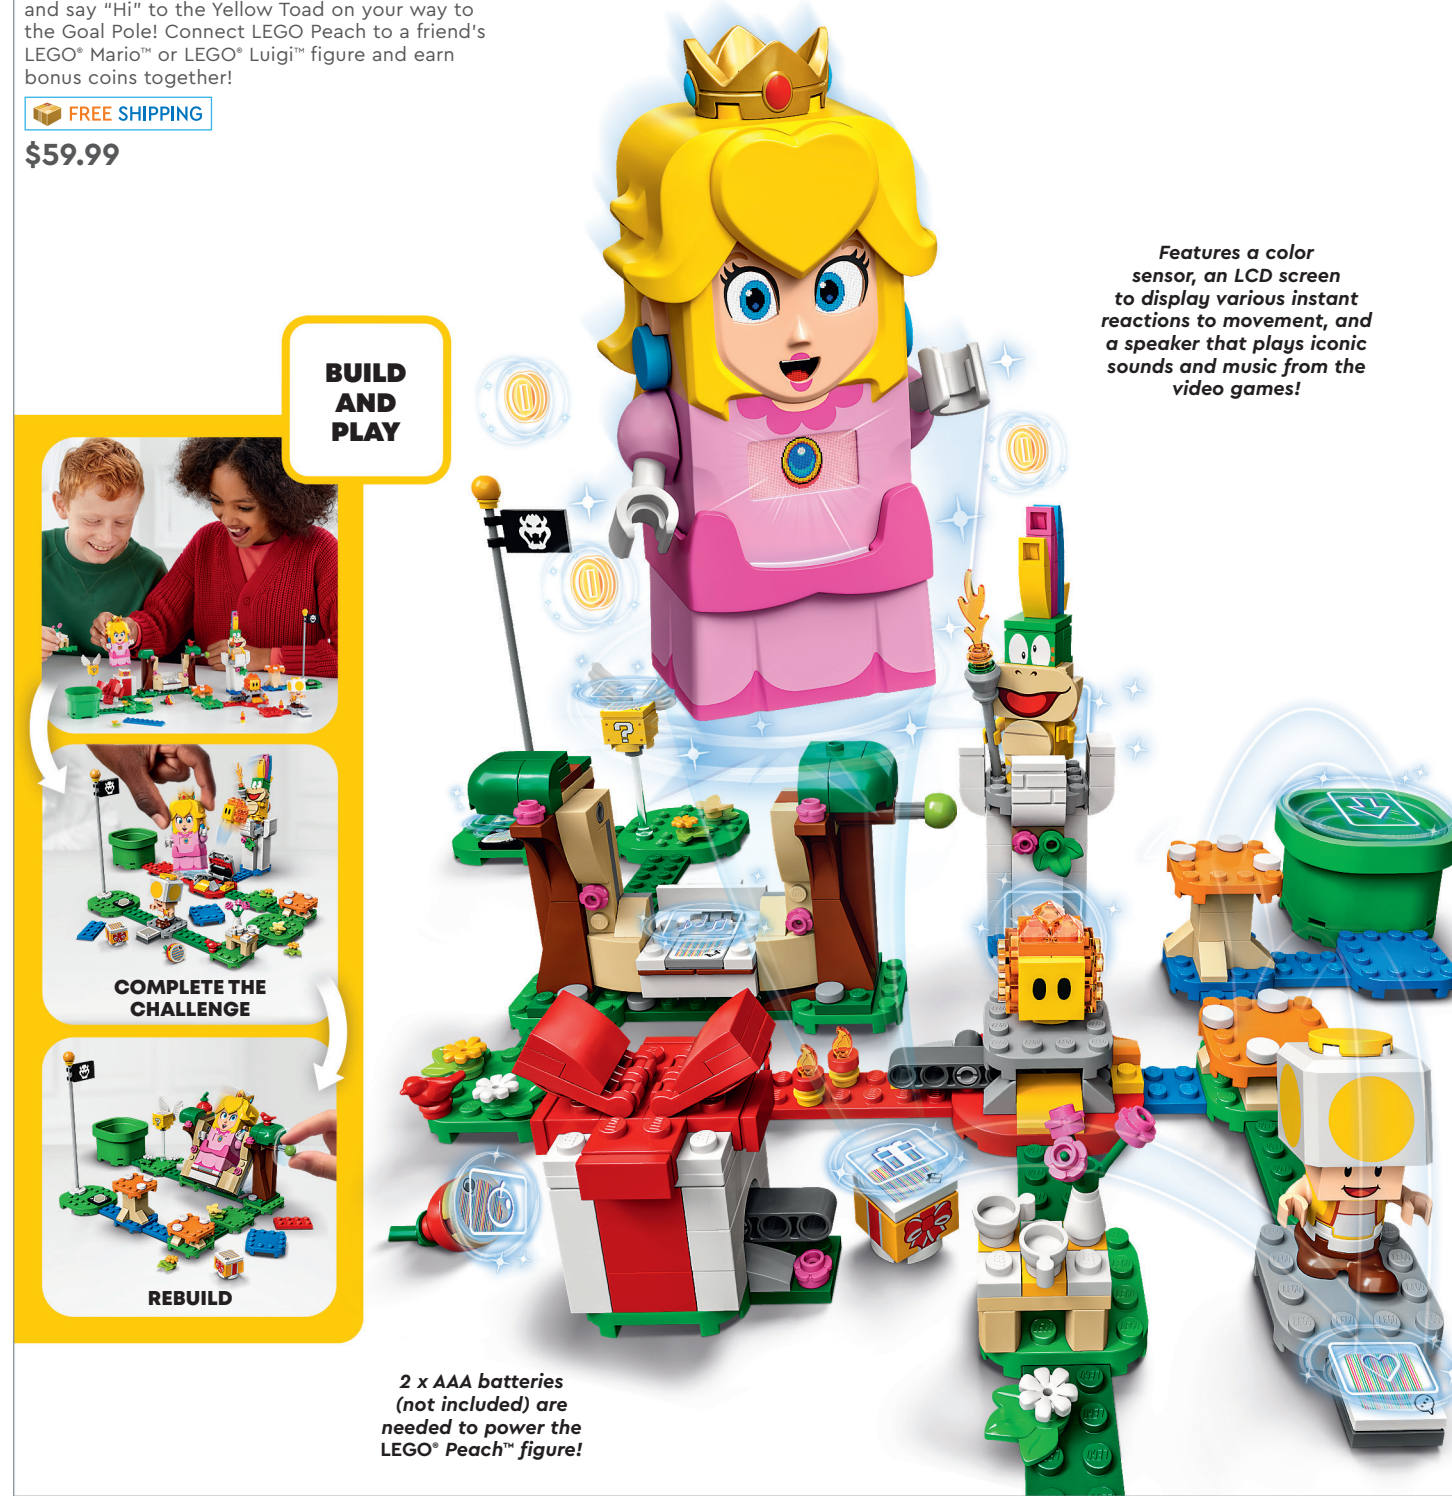 and say “Hi” to the Yellow Toad on your way to
the Goal Pole! Connect LEGO Peach to a friend’s
LEGO® Mario™ or LEGO® Luigi™ figure and earn
bonus coins together!
FREE SHIPPING
$59.99
Features a color
sensor, an LCD screen
to display various instant
reactions to movement, and
a speaker that plays iconic
sounds and music from the
video games!
BUILD
AND
PLAY
?
COMPLETE THE
CHALLENGE
REBUILD
2 x AAA batteries
(not included) are
needed to power the
LEGO® Peach™ figure!